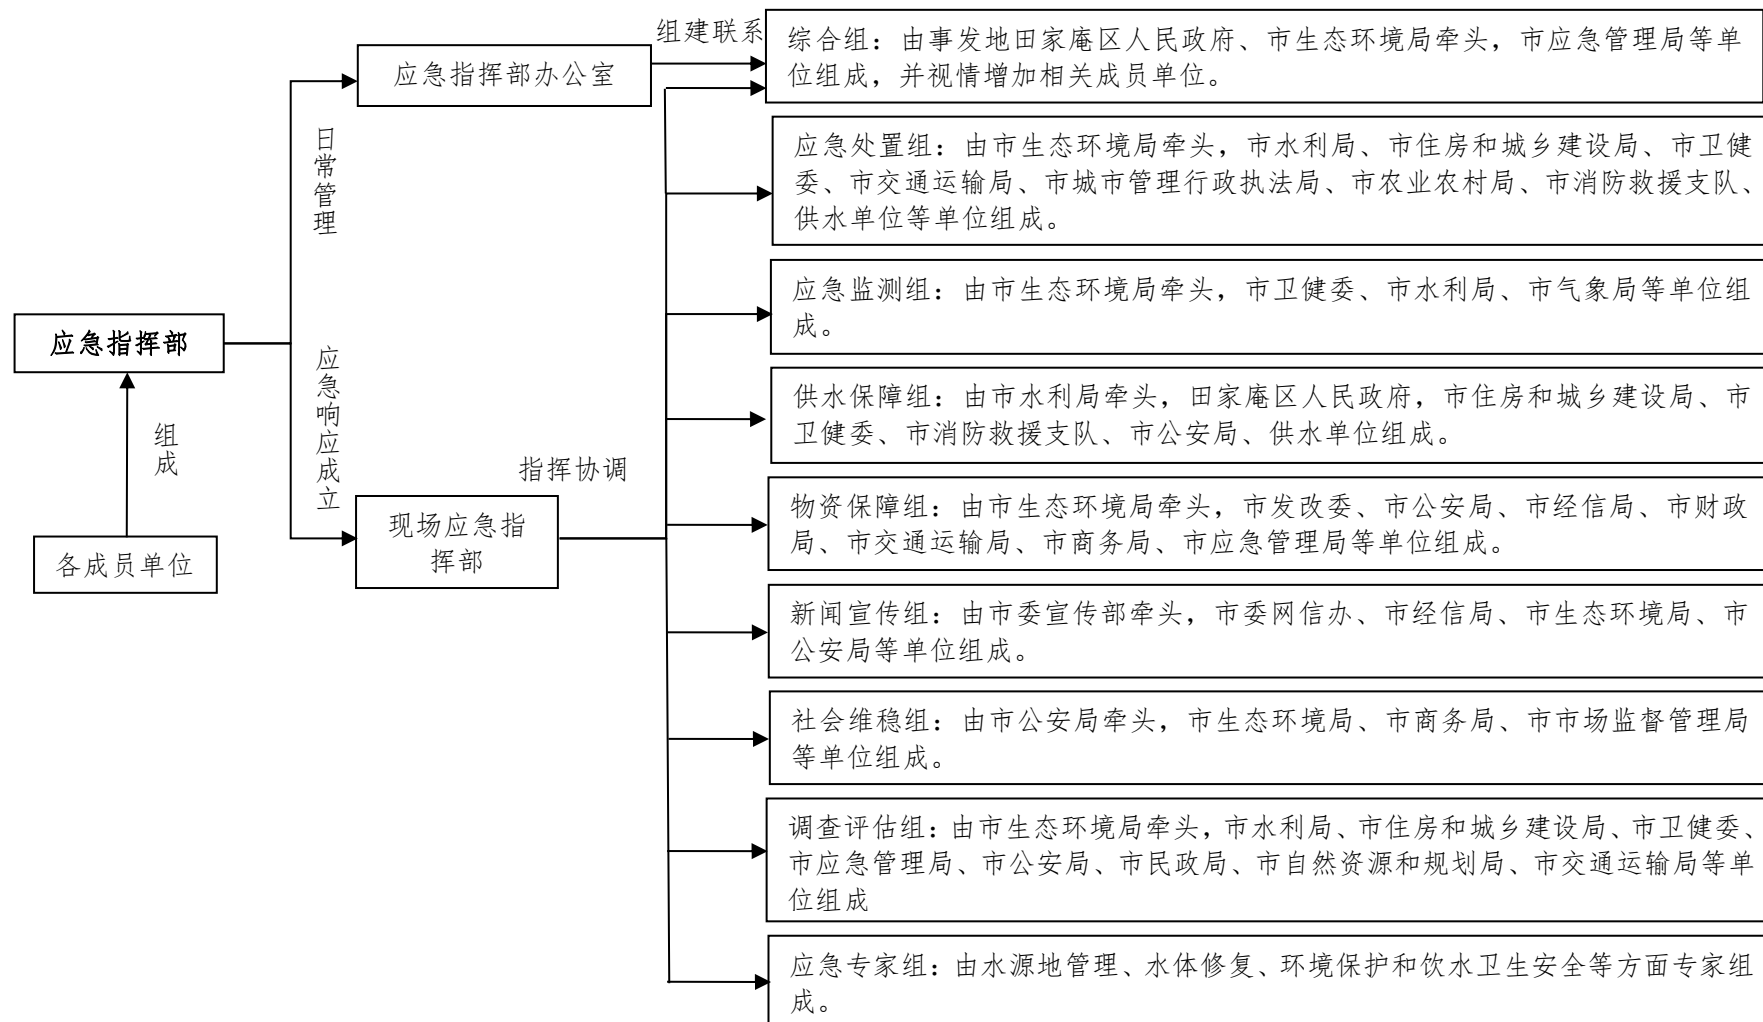 组建联系
综合组：由事发地田家庵区人民政府、市生态环境局牵头，市应急管理局等单
位组成，并视情增加相关成员单位。
应急指挥部办公室
日常管理
应急处置组：由市生态环境局牵头，市水利局、市住房和城乡建设局、市卫健
委、市交通运输局、市城市管理行政执法局、市农业农村局、市消防救援支队、
供水单位等单位组成。
应急监测组：由市生态环境局牵头，市卫健委、市水利局、市气象局等单位组
成。
应急指挥部
应急响应成立
供水保障组：由市水利局牵头，田家庵区人民政府，市住房和城乡建设局、市
卫健委、市消防救援支队、市公安局、供水单位组成。
组成
指挥协调
各成员单位
现场应急指
挥部
物资保障组：由市生态环境局牵头，市发改委、市公安局、市经信局、市财政
局、市交通运输局、市商务局、市应急管理局等单位组成。
新闻宣传组：由市委宣传部牵头，市委网信办、市经信局、市生态环境局、市
公安局等单位组成。
社会维稳组：由市公安局牵头，市生态环境局、市商务局、市市场监督管理局
等单位组成。
调查评估组：由市生态环境局牵头，市水利局、市住房和城乡建设局、市卫健委、
市应急管理局、市公安局、市民政局、市自然资源和规划局、市交通运输局等单
位组成
应急专家组：由水源地管理、水体修复、环境保护和饮水卫生安全等方面专家组
成。